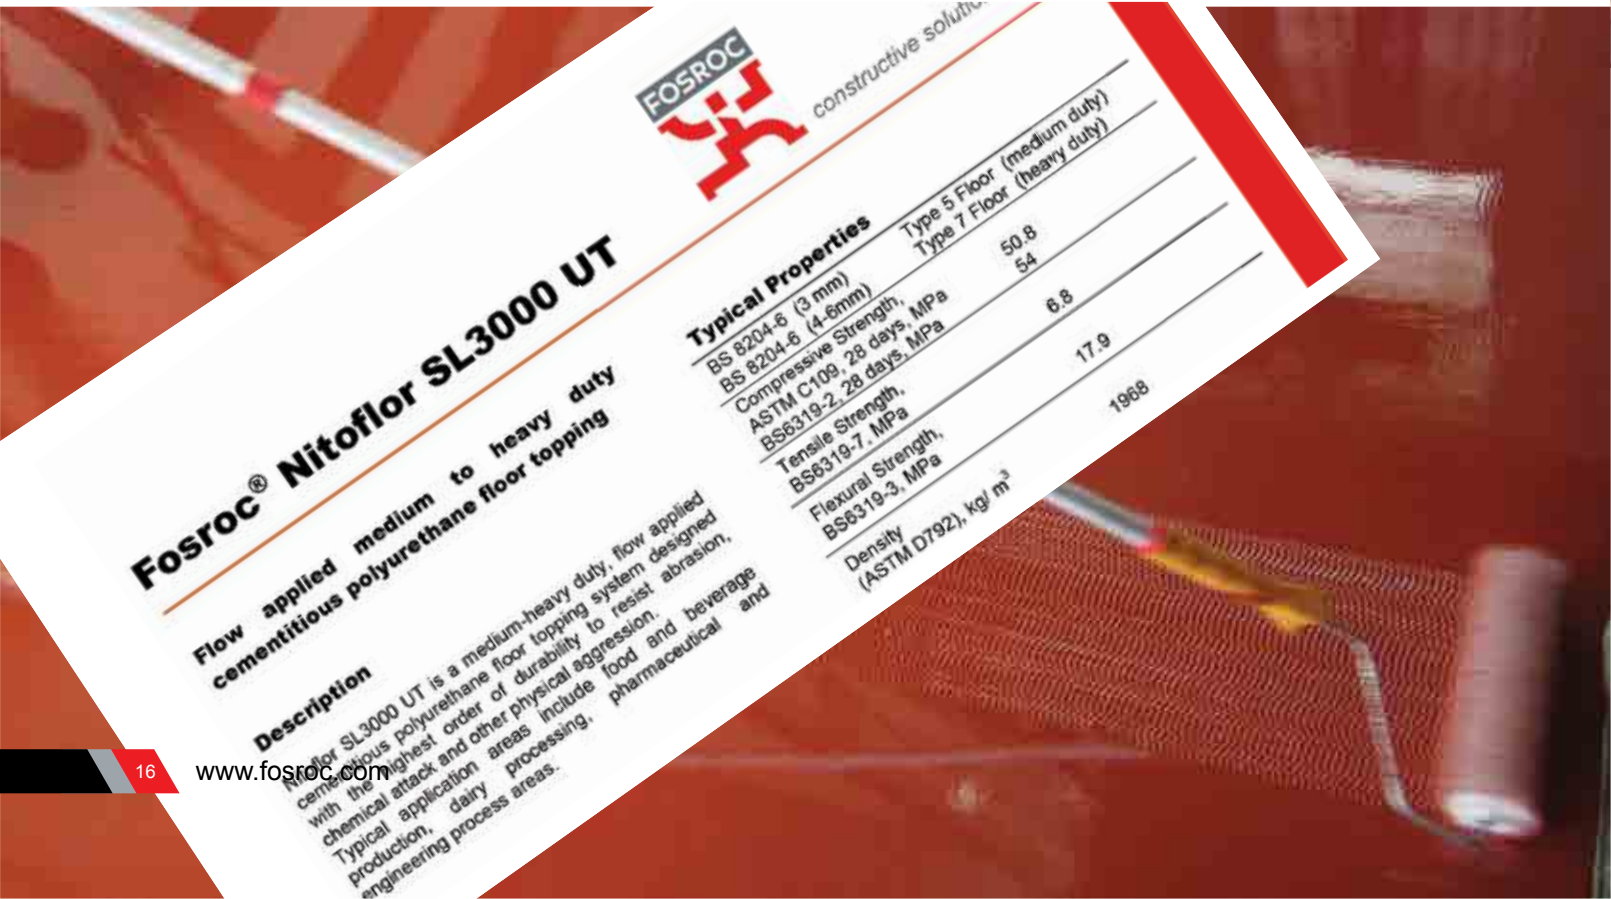 FOSROC
constructive
Fosroc® Nitoflor SL3000 UT
Flow applied medium to heavy duty
cementitious polyurethane floor topping
Description
Nitoflor SL3000 UT is a medium-heavy duty, flow applied
cementitious polyurethane floor topping system designed
with the highest order of durability to resist abrasion,
chemical attack and other physical aggression.
Typical application areas include food and beverage
production, dairy processing, pharmaceutical and
engineering process areas.
Typical Properties
BS 8204-6 (3 mm) Type 5 Floor (medium duty)
BS 8204-6 (4-6mm) Type 7 Floor (heavy duty)
Compressive Strength,
ASTM C109, 28 days, MPa 50.8
BS6319-2, 28 days, MPa 54
Tensile Strength,
BS6319-7, MPa 6.8
Flexural Strength,
BS6319-3, MPa 17.9
Density
(ASTM D792), kg/ m³ 1968
16 www.fosroc.com